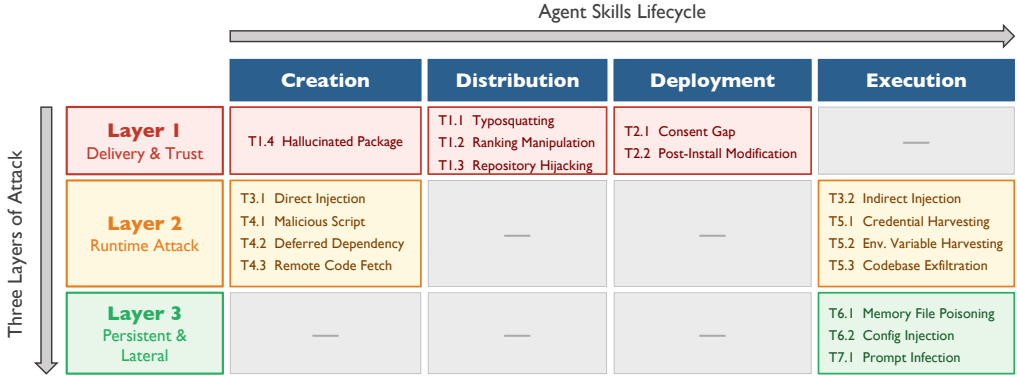 Agent Skills Lifecycle
Creation
Distribution
Deployment
Execution
Three Layers of Attack
Layer 1
Delivery & Trust
T1.4 Hallucinated Package
T1.1 Typosquatting
T1.2 Ranking Manipulation
T1.3 Repository Hijacking
T2.1 Consent Gap
T2.2 Post-Install Modification
—
Layer 2
Runtime Attack
T3.1 Direct Injection
T4.1 Malicious Script
T4.2 Deferred Dependency
T4.3 Remote Code Fetch
—
—
T3.2 Indirect Injection
T5.1 Credential Harvesting
T5.2 Env. Variable Harvesting
T5.3 Codebase Exfiltration
Layer 3
Persistent &
Lateral
—
—
—
T6.1 Memory File Poisoning
T6.2 Config Injection
T7.1 Prompt Infection